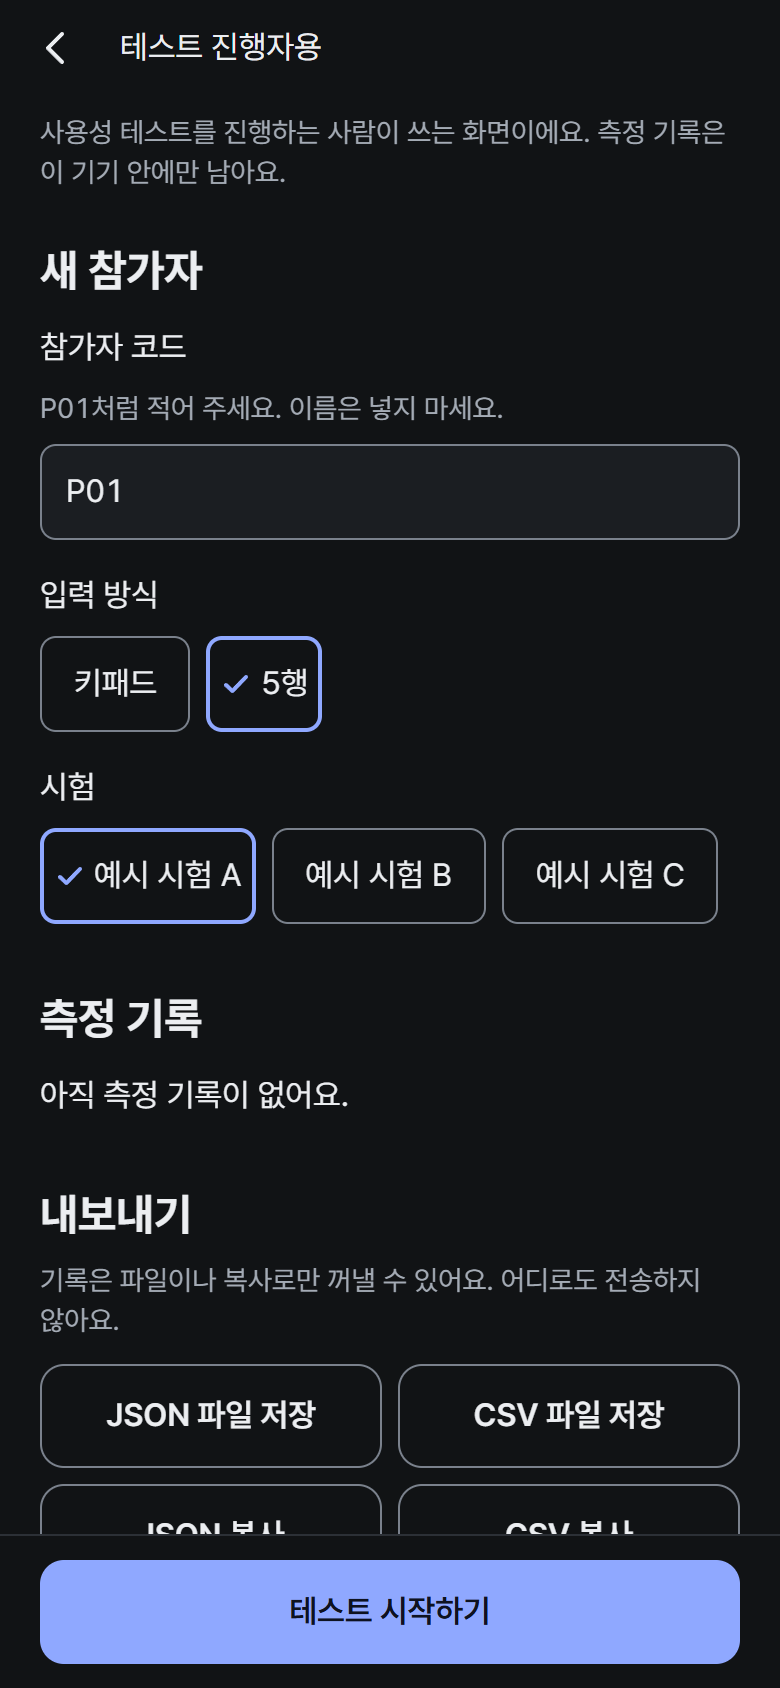 테스트 진행자용
사용성 테스트를 진행하는 사람이 쓰는 화면이에요. 측정 기록은
이 기기 안에만 남아요.
새 참가자
참가자 코드
P01처럼 적어 주세요. 이름은 넣지 마세요.
P01
입력 방식
키패드
5행
시험
예시 시험 A
예시 시험 B
예시 시험 C
측정 기록
아직 측정 기록이 없어요.
내보내기
기록은 파일이나 복사로만 꺼낼 수 있어요. 어디로도 전송하지
않아요.
JSON 파일 저장
CSV 파일 저장
JSON 복사
CSV 복사
테스트 시작하기